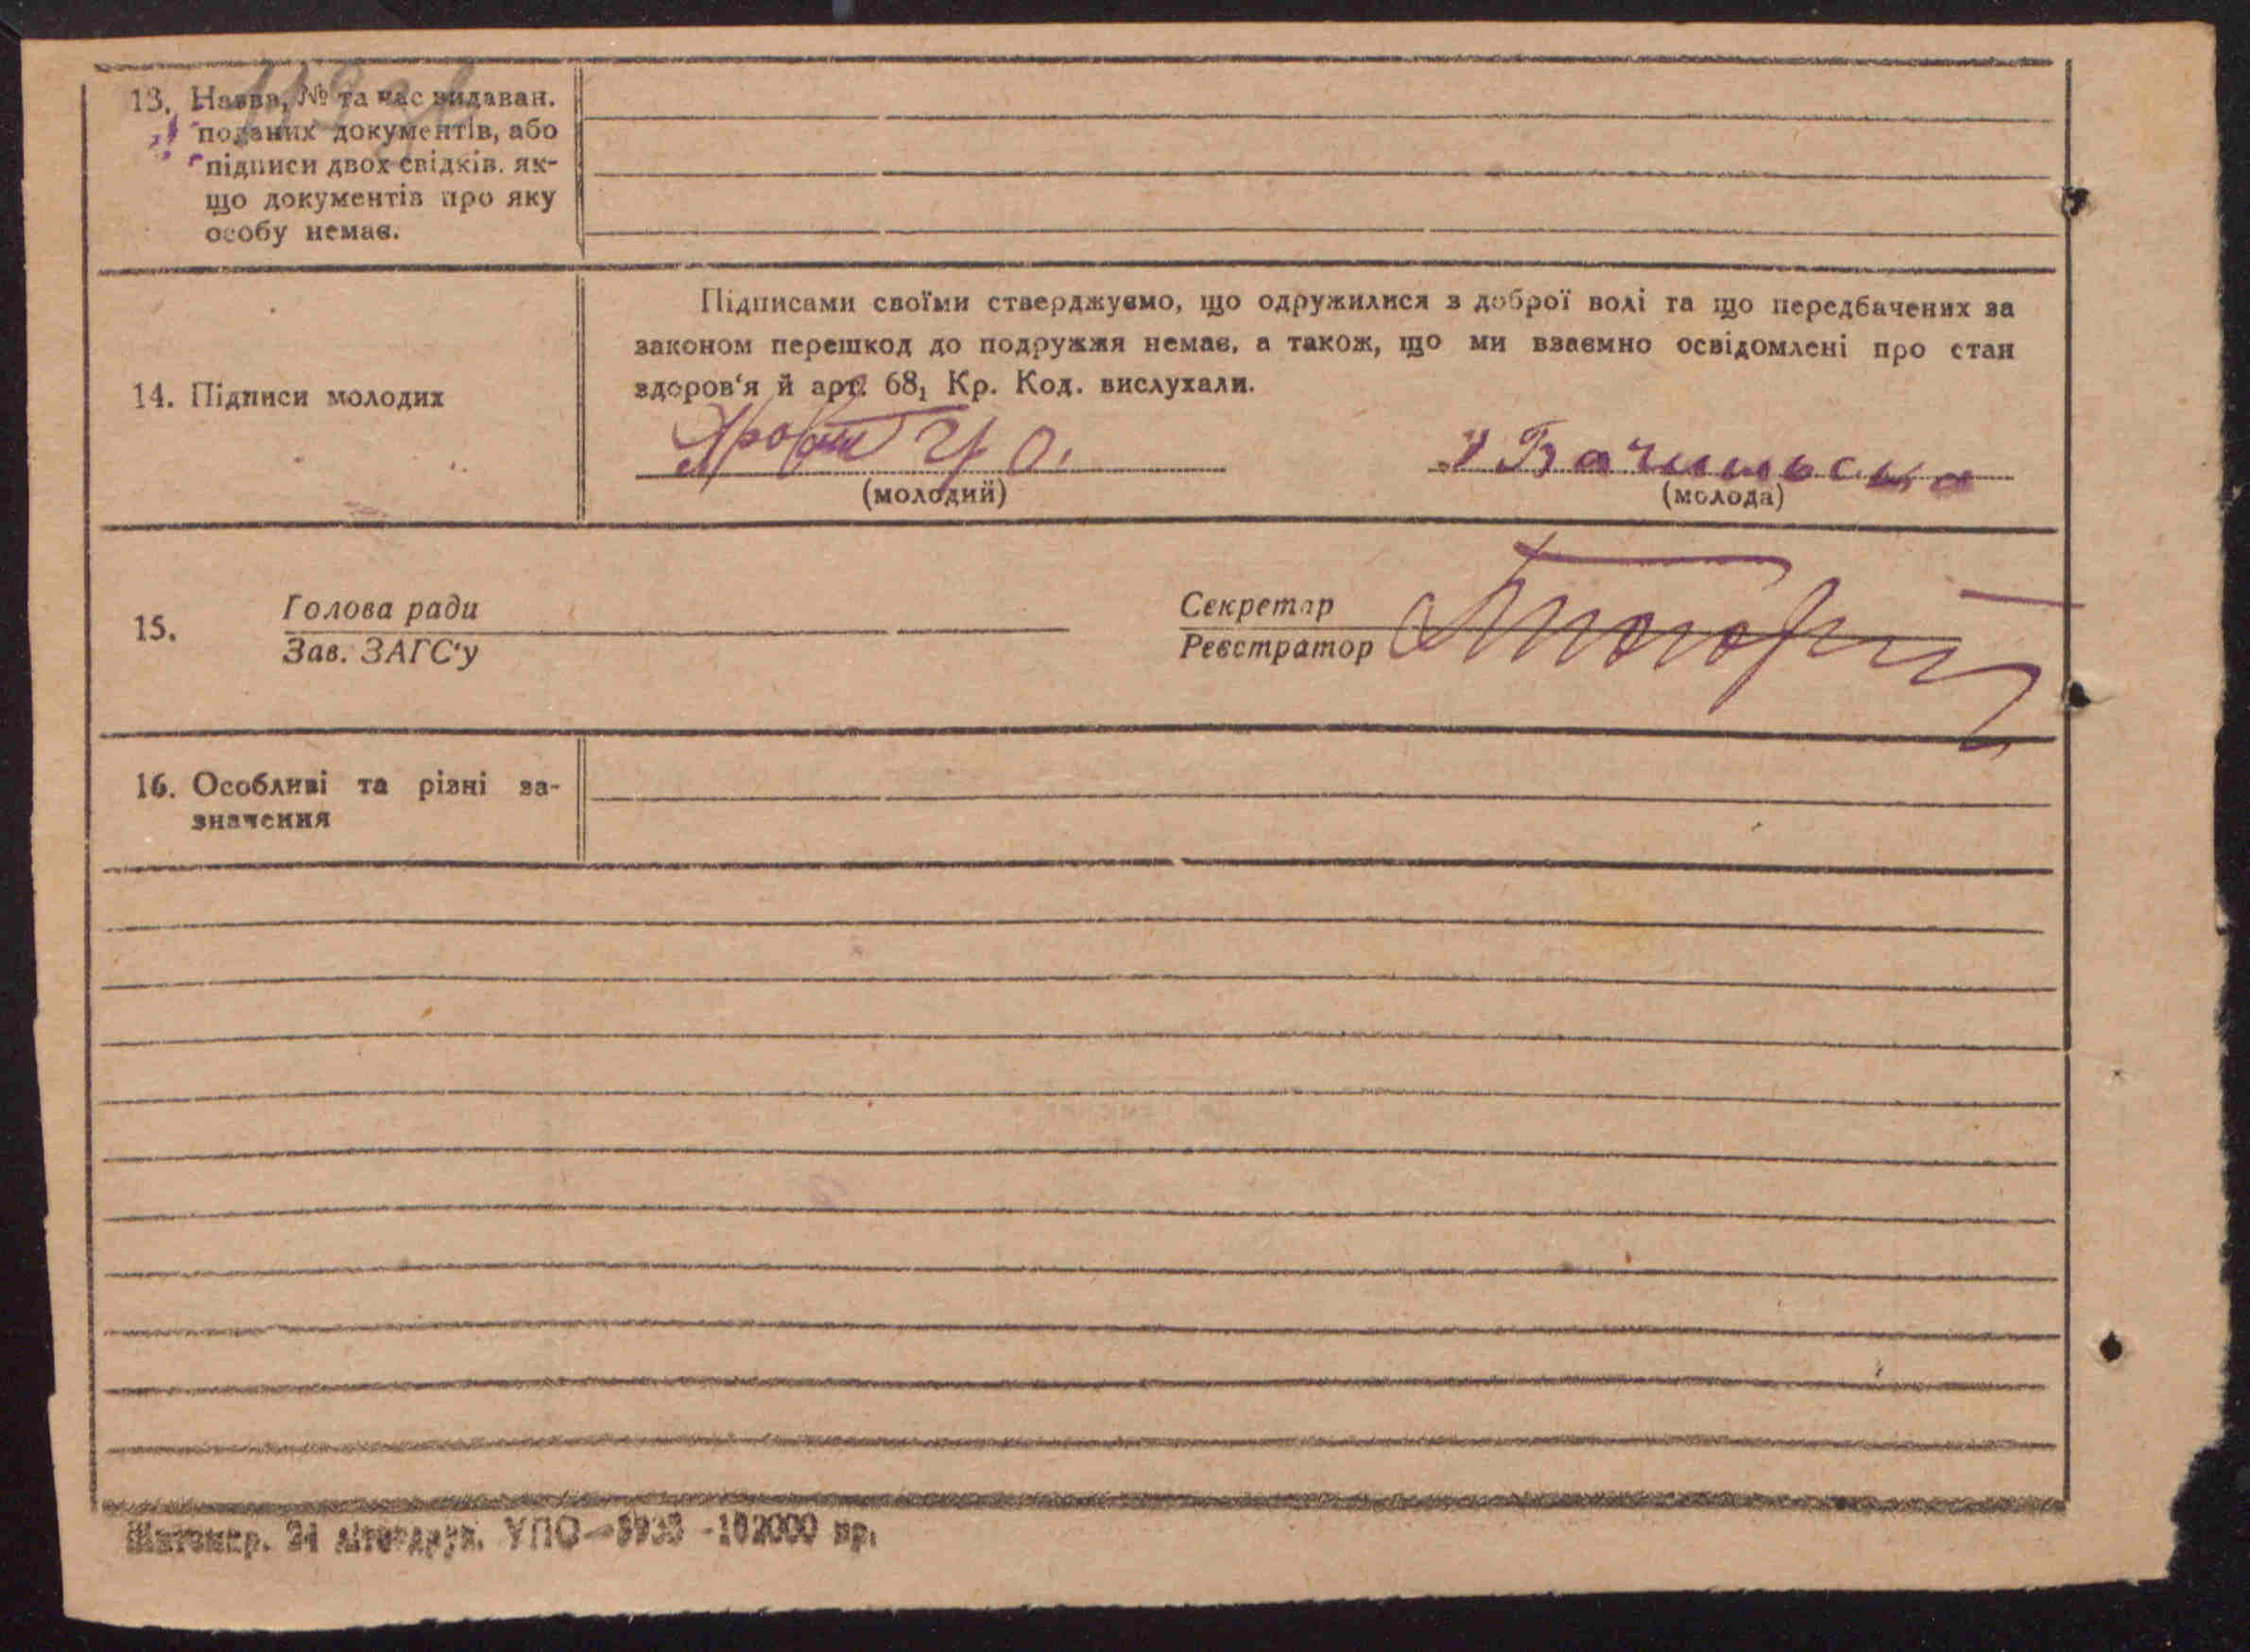 13. Назва, № та час видаван.
поданих документів, або
підписи двох свідків, як-
що документів про яку
особу немає.
Підписами своїми стверджуємо, що одружилися з доброї волі та що передбачених за
законом перешкод до подружжя немає, а також, що ми взаємно освідомлені про стан
здоров'я й арт. 68₁ Кр. Код. вислухали.
14. Підписи молодих
(молодий)
(молода)
15.
Голова ради
Зав. ЗАГС'у
Секретар
Реєстратор
16. Особливі та різні за-
значення
УПО